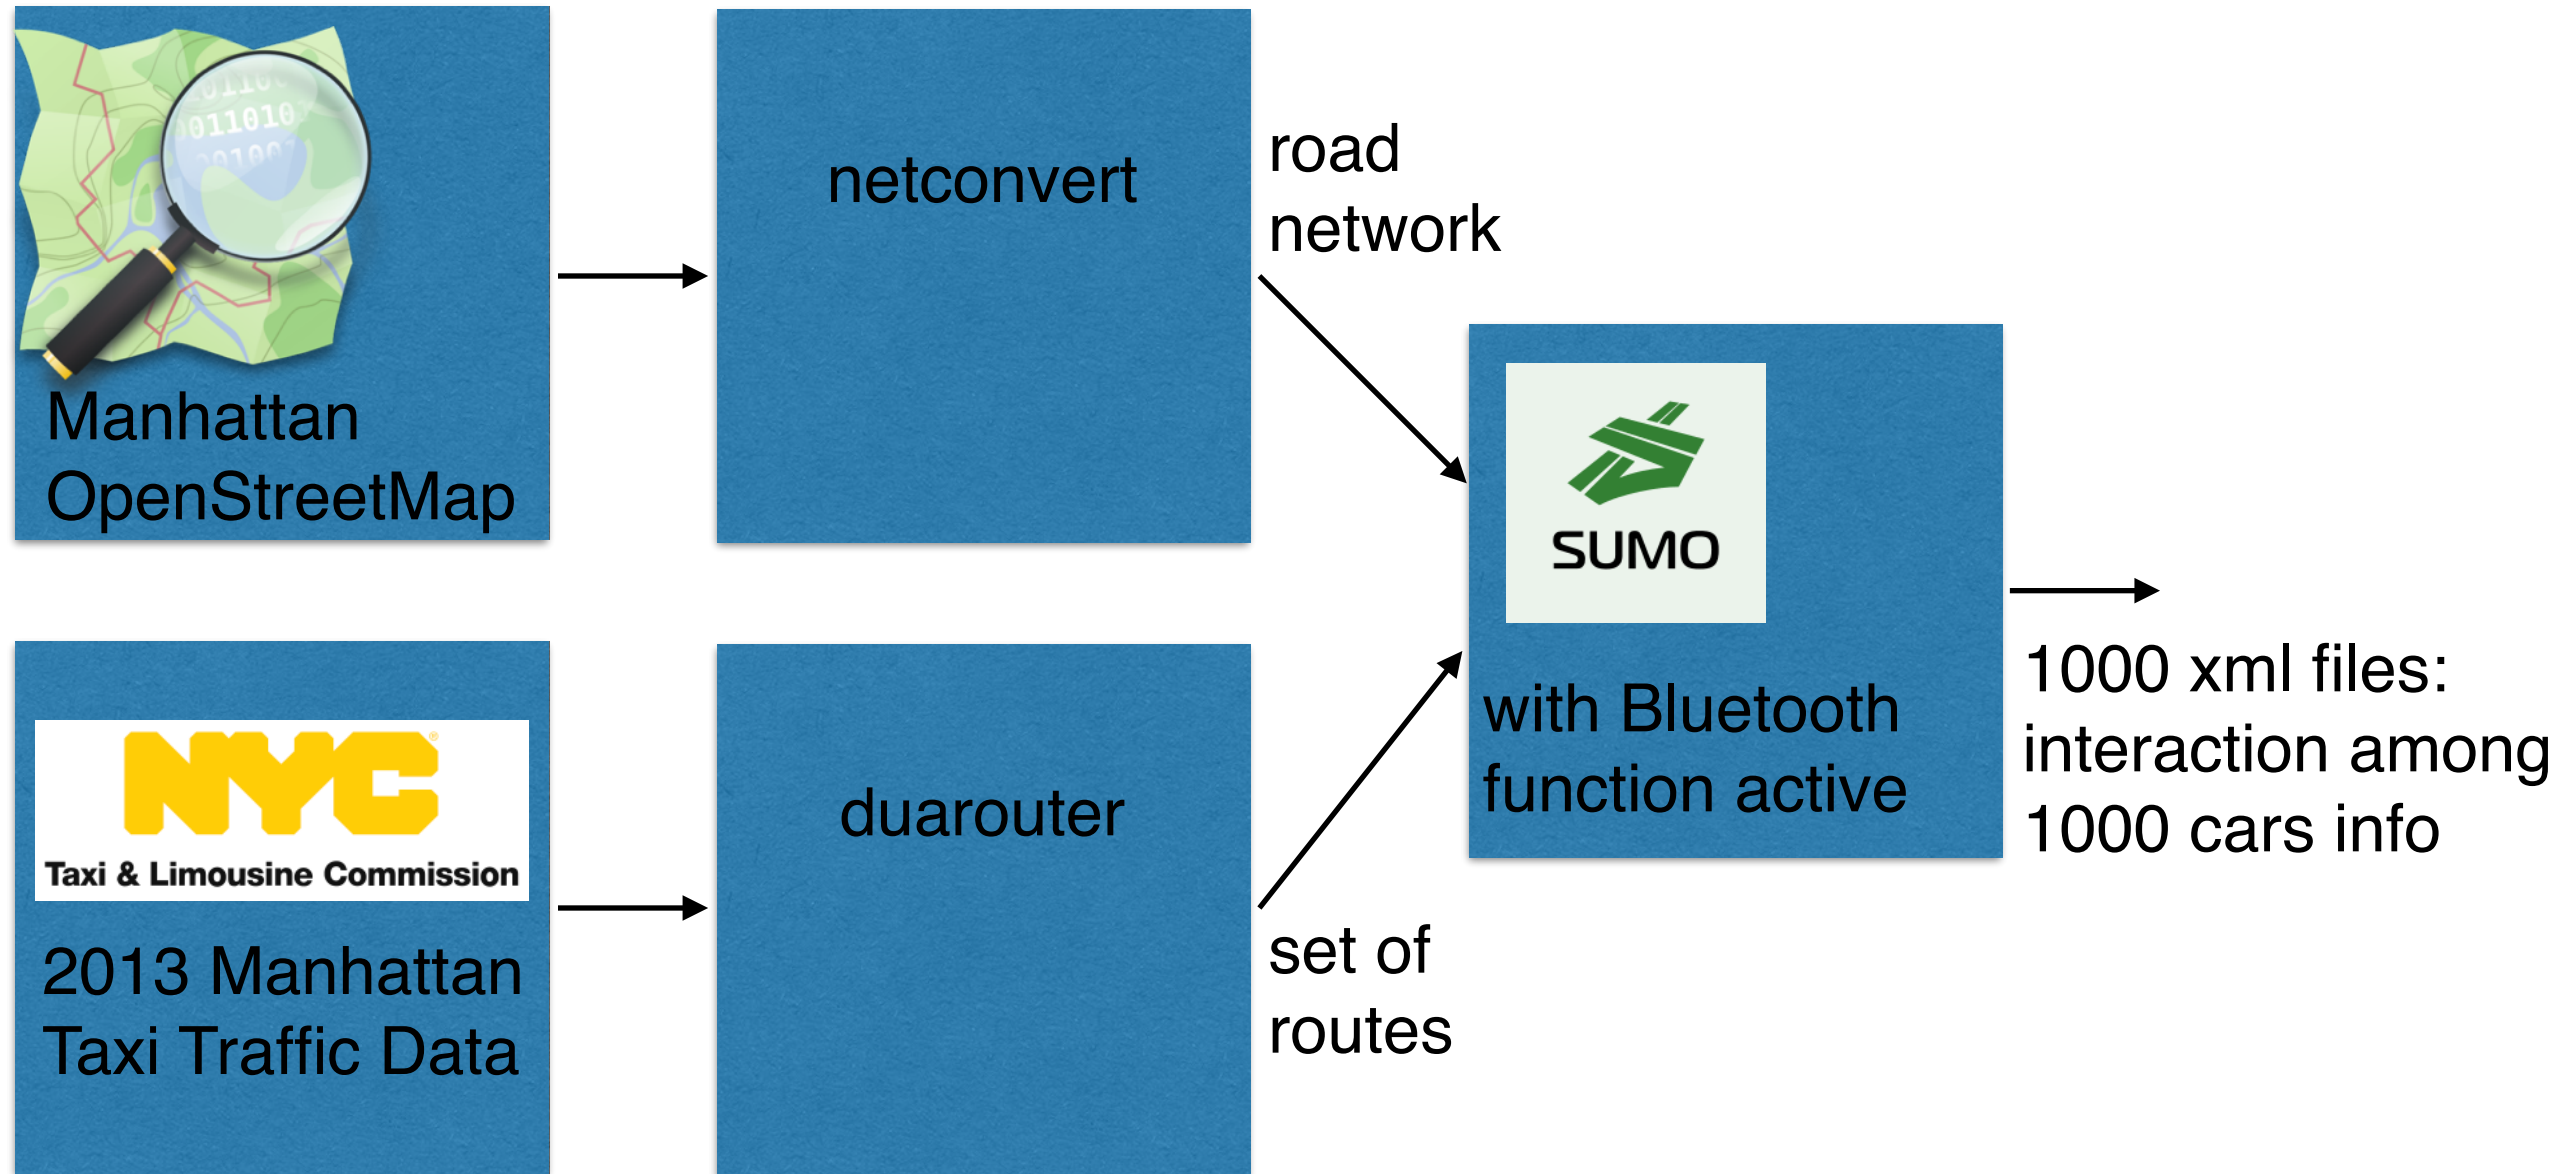 011010
Manhattan
OpenStreetMap
netconvert
road
network
NYC
Taxi & Limousine Commission
2013 Manhattan
Taxi Traffic Data
duarouter
set of
routes
SUMO
with Bluetooth
function active
1000 xml files:
interaction among
1000 cars info